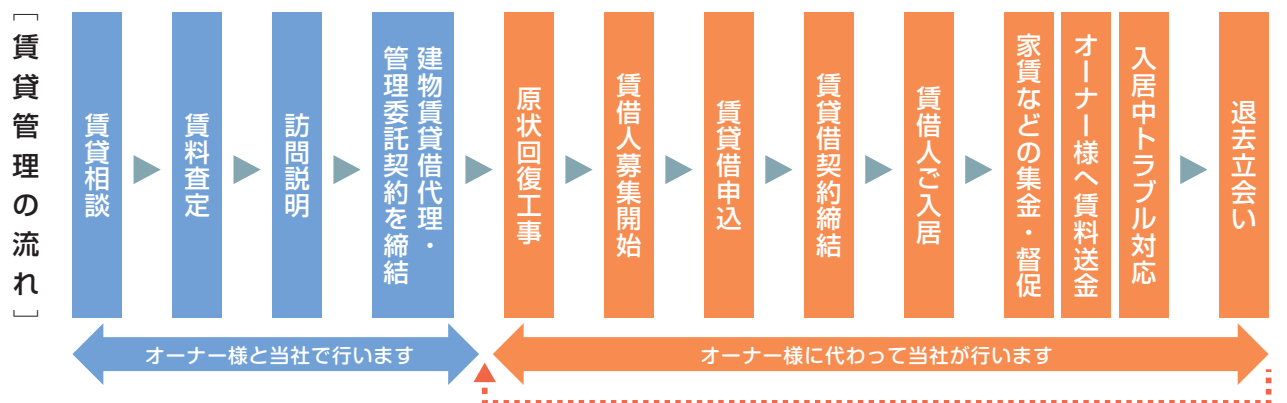 ［賃貸管理の流れ］
賃貸相談
賃料査定
訪問説明
建物賃貸借代理・
管理委託契約を締結
原状回復工事
賃借人募集開始
賃貸借申込
賃貸借契約締結
賃借人ご入居
家賃などの集金・督促
オーナー様へ賃料送金
入居中トラブル対応
退去立会い
オーナー様と当社で行います
オーナー様に代わって当社が行います